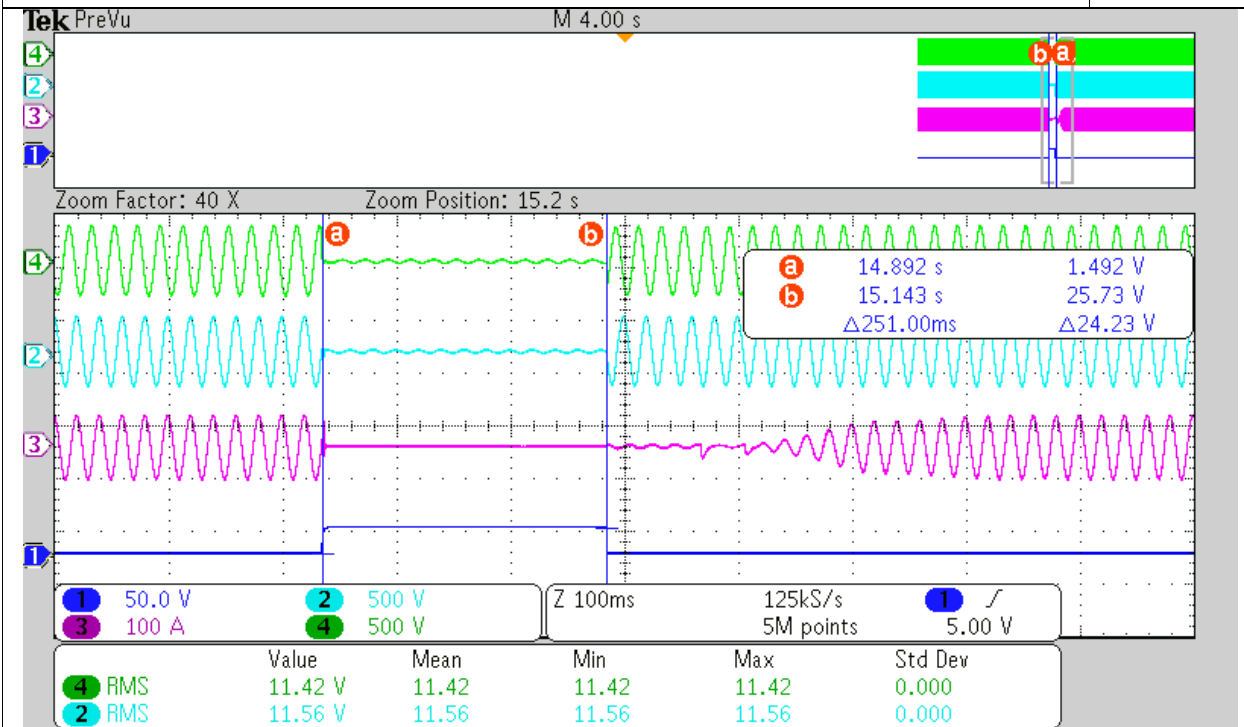 Tek PreVu M 4.00 s
4
2
3
1
b a
Zoom Factor: 40 X Zoom Position: 15.2 s
a b
4
2
3
1
a 14.892 s 1.492 V
b 15.143 s 25.73 V
△251.00ms △24.23 V
1 50.0 V 2 500 V Z 100ms 125kS/s 1
3 100 A 4 500 V 5M points 5.00 V
Value Mean Min Max Std Dev
4 RMS 11.42 V 11.42 11.42 11.42 0.000
2 RMS 11.56 V 11.56 11.56 11.56 0.000